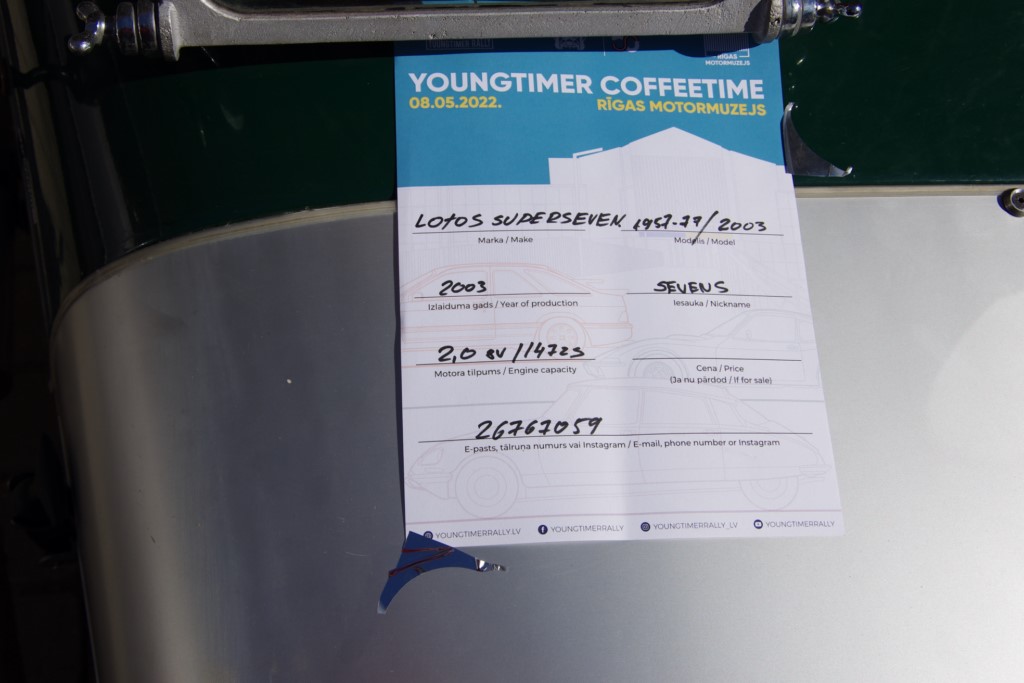 YOUNGTIMER RALLY
RĪGAS
MOTORMUZEJS
YOUNGTIMER COFFEETIME
08.05.2022. RĪGAS MOTORMUZEJS
LOTOS SUPERSEVEN 1957-77/2003
Marka / Make Modelis / Model
2003 SEVENS
Izlaiduma gads / Year of production Iesauka / Nickname
2,0 8V /147ZS
Motora tilpums / Engine capacity Cena / Price
(Ja nu pārdod / If for sale)
26767059
E-pasts, tālruņa numurs vai Instagram / E-mail, phone number or Instagram
YOUNGTIMERRALLY.LV YOUNGTIMERRALLY YOUNGTIMERRALLY_LV YOUNGTIMERRALLY